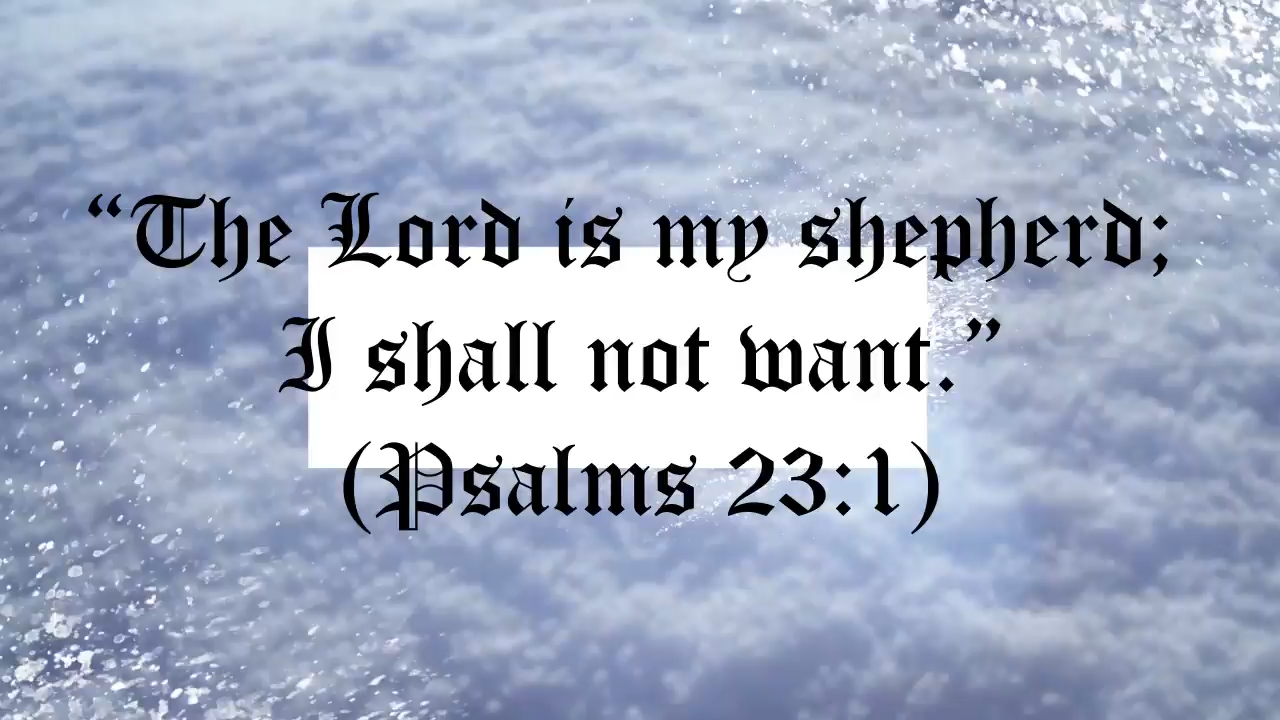 “The Lord is my shepherd;
I shall not want.”
(Psalms 23:1)